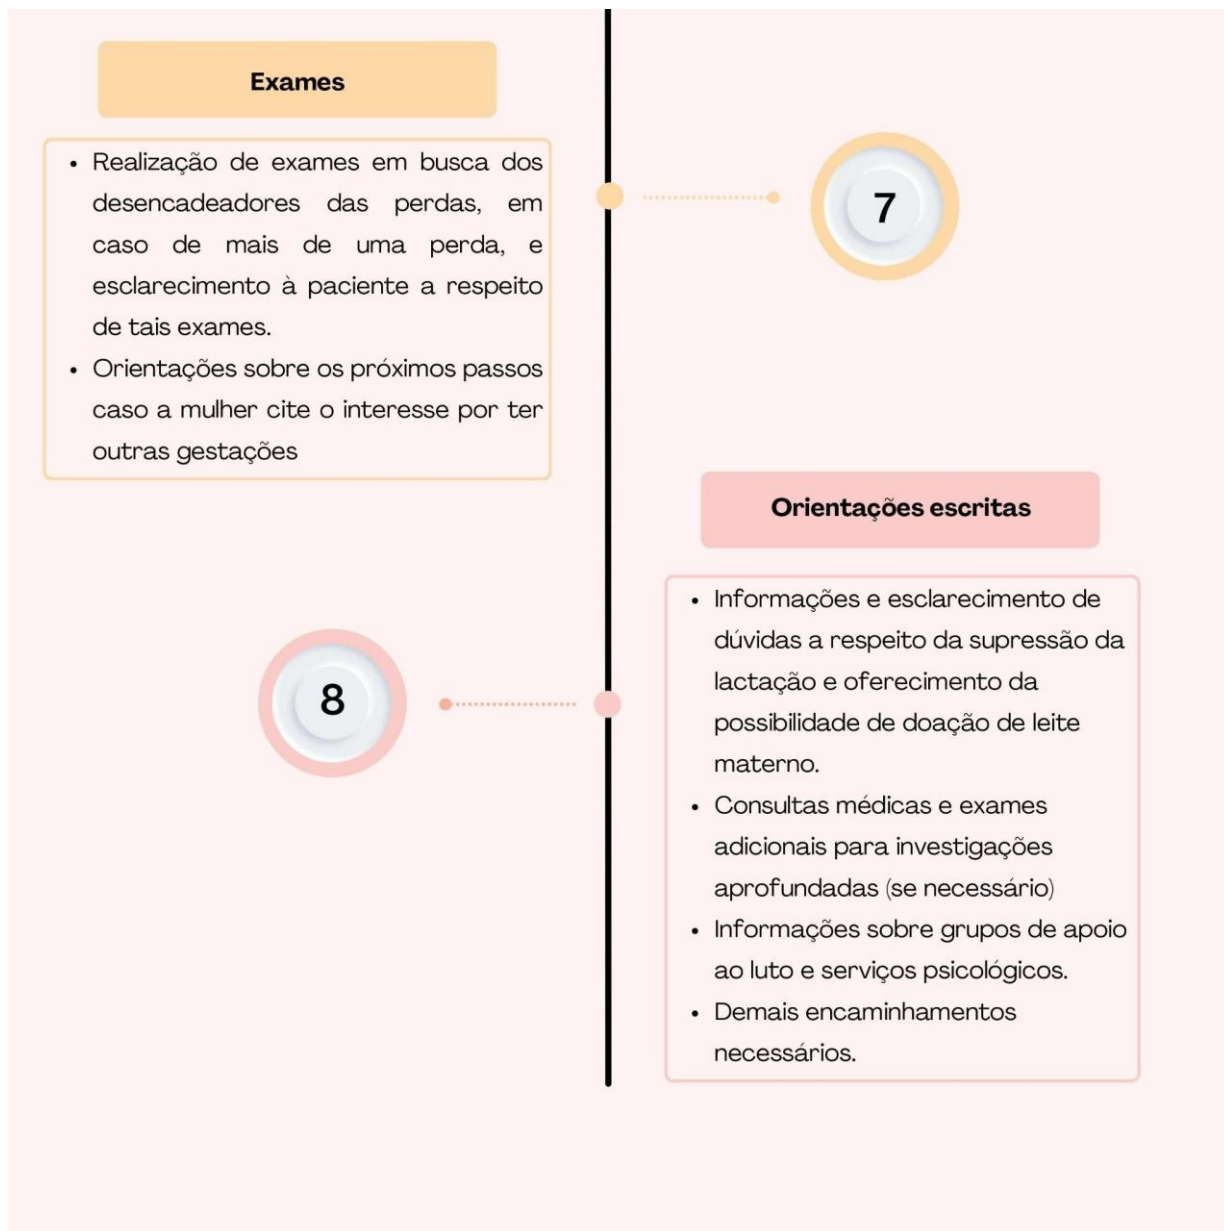 Exames
• Realização de exames em busca dos
desencadeadores das perdas, em
caso de mais de uma perda, e
esclarecimento à paciente a respeito
de tais exames.
• Orientações sobre os próximos passos
caso a mulher cite o interesse por ter
outras gestações
7
Orientações escritas
• Informações e esclarecimento de
dúvidas a respeito da supressão da
lactação e oferecimento da
possibilidade de doação de leite
materno.
• Consultas médicas e exames
adicionais para investigações
aprofundadas (se necessário)
• Informações sobre grupos de apoio
ao luto e serviços psicológicos.
• Demais encaminhamentos
necessários.
8